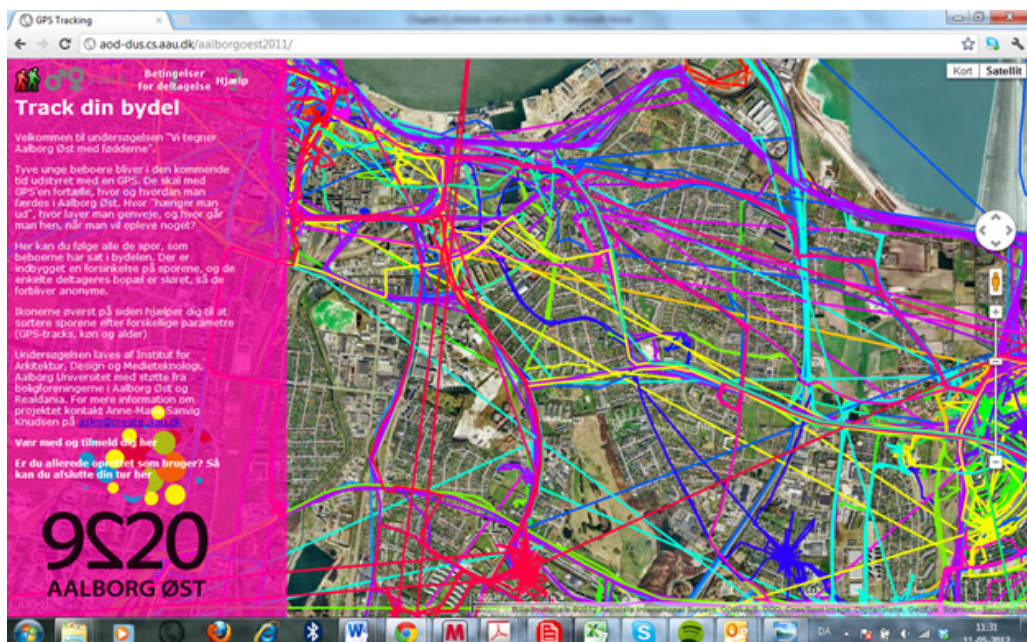 GPS Tracking
aod-dus.cs.aau.dk/aalborgoest2011/
Betingelser
for deltagelse
Hjælp
Kort
Satellit
Track din bydel
Velkommen til undersøgelsen "Vi tegner
Aalborg Øst med fødderne".
Tyve unge beboere bliver i den kommende
tid udstyret med en GPS. De skal med
GPS'en fortælle, hvor og hvordan man
færdes i Aalborg Øst. Hvor "hænger man
ud", hvor laver man genveje, og hvor går
man hen, når man vil opleve noget?
Her kan du følge alle de spor, som
beboerne har sat i bydelen. Der er
indbygget en forsinkelse på sporene, og de
enkelte deltageres bopæl er sløret, så de
forbliver anonyme.
Ikonerne øverst på siden hjælper dig til at
sortere sporene efter forskellige parametre
(GPS-tracks, køn og alder)
Undersøgelsen laves af Institut for
Arkitektur, Design og Medieteknologi,
Aalborg Universitet med støtte fra
boligforeningerne i Aalborg Øst og
Realdania. For mere information om
projektet kontakt Anne-Marie Sanvig
Knudsen på askn@create.aau.dk
Vær med og tilmeld dig her
Er du allerede oprettet som bruger? Så
kan du afslutte din tur her
9220
AALBORG ØST
DA
11:31
11-05-2012